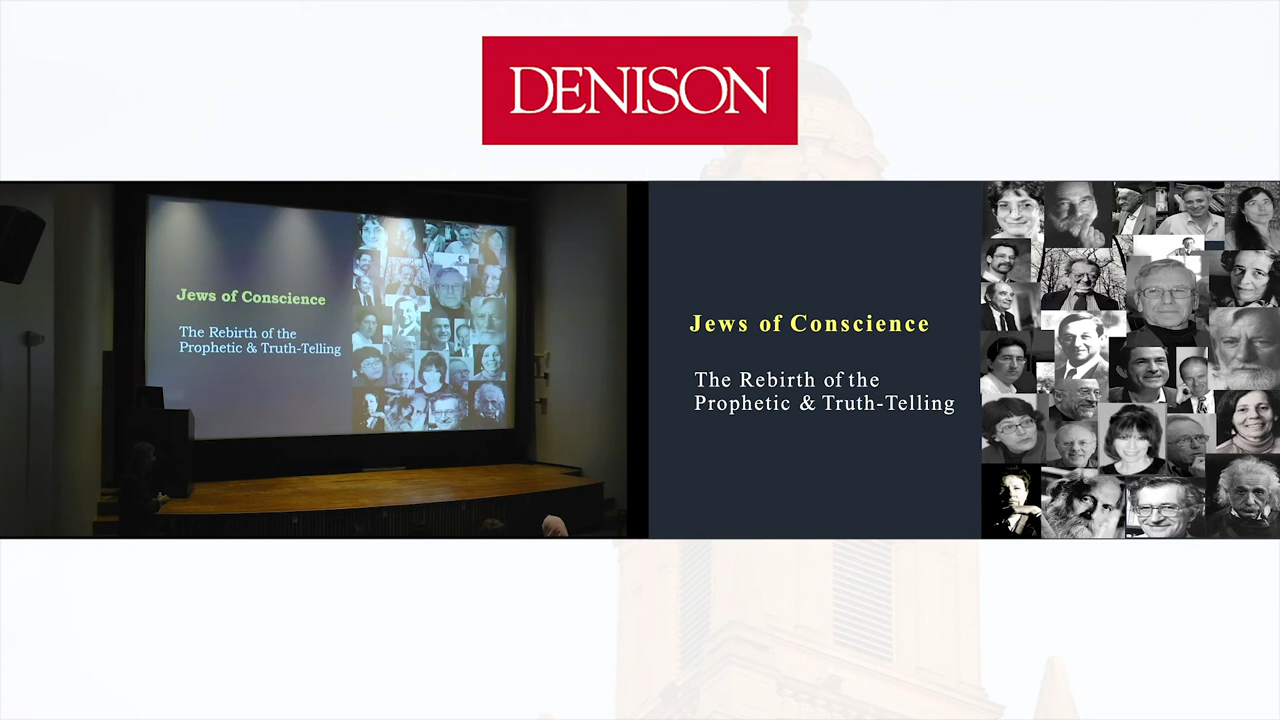 DENISON
Jews of Conscience
The Rebirth of the
Prophetic & Truth-Telling
Jews of Conscience
The Rebirth of the
Prophetic & Truth-Telling